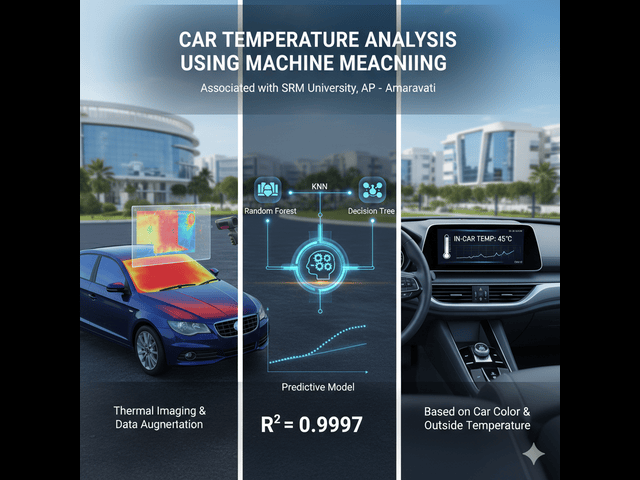 CAR TEMPERATURE ANALYSIS
USING MACHINE MEACNIING
Associated with SRM University, AP - Amaravati
KNN
Random Forest
Decision Tree
IN-CAR TEMP: 45°C
Predictive Model
Thermal Imaging &
Data Augnertation
R² = 0.9997
Based on Car Color &
Outside Temperature